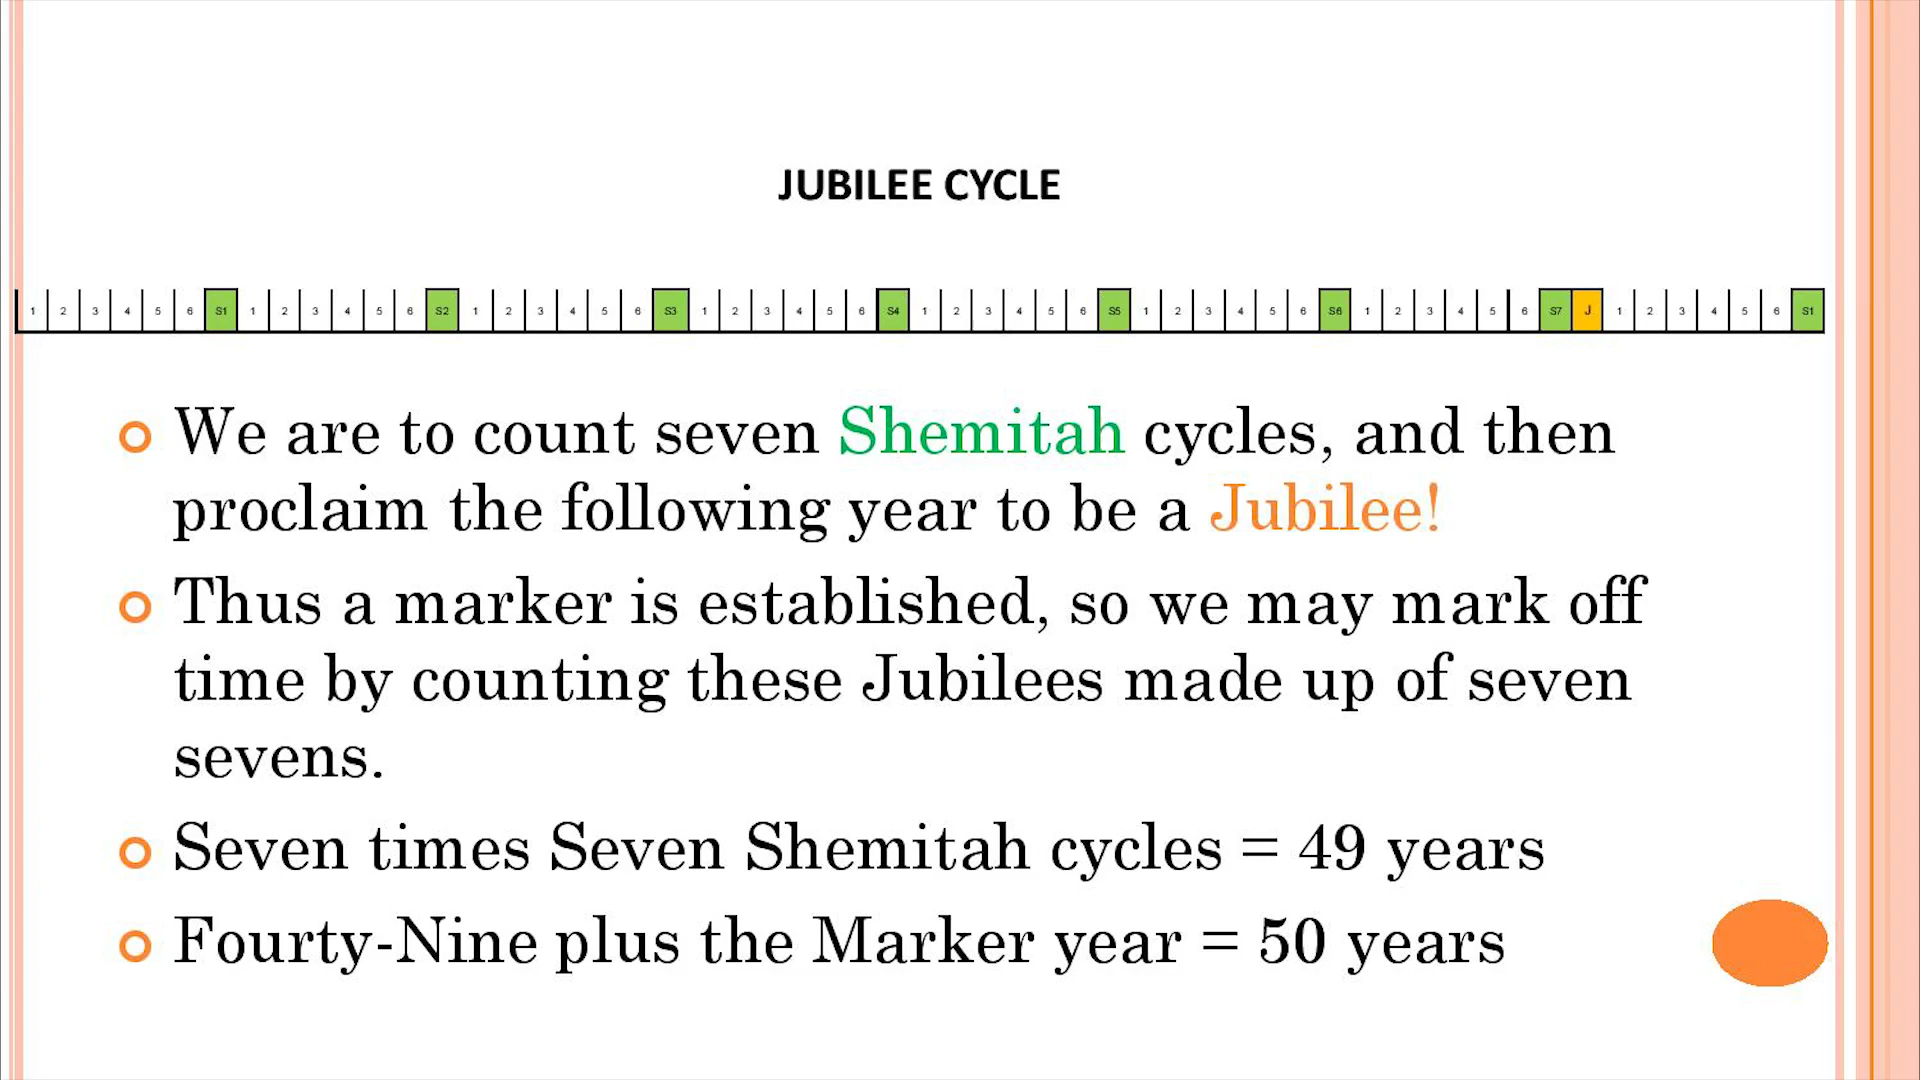 JUBILEE CYCLE
1 2 3 4 5 6 S1 1 2 3 4 5 6 S2 1 2 3 4 5 6 S3 1 2 3 4 5 6 S4 1 2 3 4 5 6 S5 1 2 3 4 5 6 S6 1 2 3 4 5 6 S7 J 1 2 3 4 5 6 S1
We are to count seven Shemitah cycles, and then
proclaim the following year to be a Jubilee!
Thus a marker is established, so we may mark off
time by counting these Jubilees made up of seven
sevens.
Seven times Seven Shemitah cycles = 49 years
Fourty-Nine plus the Marker year = 50 years